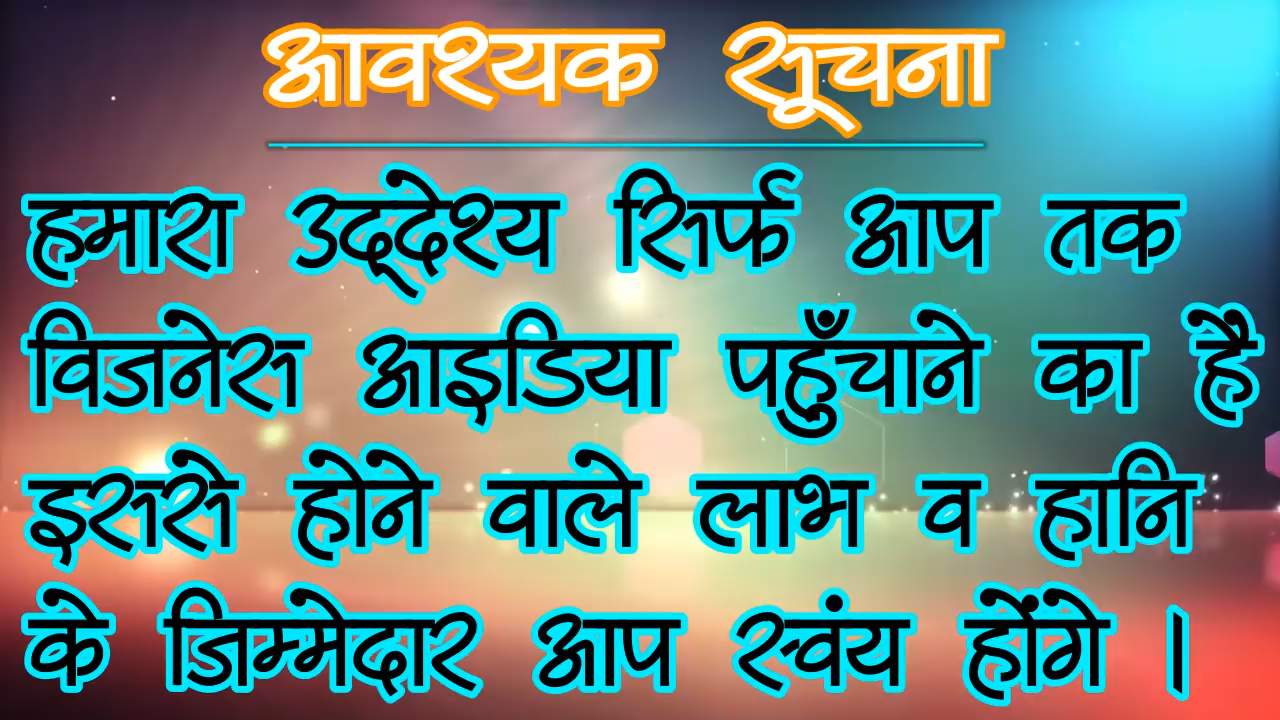 आवश्यक सूचना
हमारा उद्देश्य सिर्फ आप तक
विजनेस आइडिया पहुँचाने का है
इससे होने वाले लाभ व हानि
के जिम्मेदार आप स्वंय होंगे ।